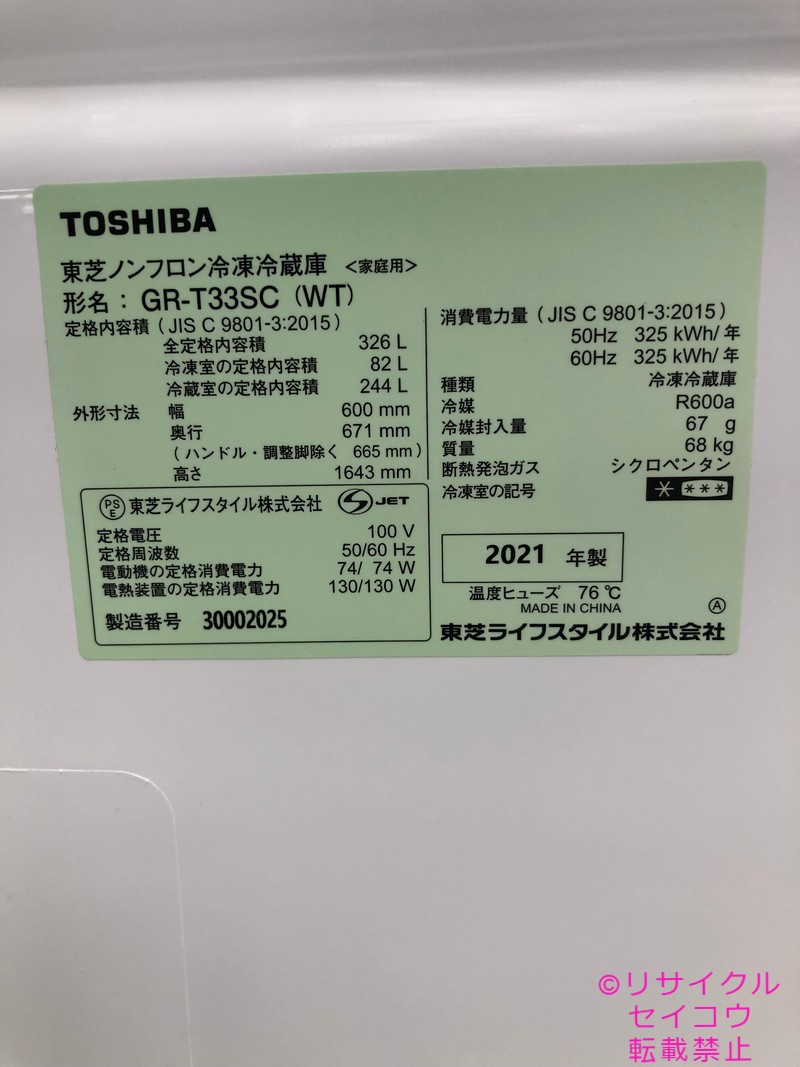 TOSHIBA
東芝ノンフロン冷凍冷蔵庫 <家庭用>
形名: GR-T33SC (WT)
定格内容積 (JIS C 9801-3:2015)
全定格内容積 326 L
冷凍室の定格内容積 82 L
冷蔵室の定格内容積 244 L
外形寸法 幅 600 mm
奥行 671 mm
(ハンドル・調整脚除く 665 mm)
高さ 1643 mm
PS E 東芝ライフスタイル株式会社 JET
定格電圧 100 V
定格周波数 50/60 Hz
電動機の定格消費電力 74/ 74 W
電熱装置の定格消費電力 130/130 W
製造番号 30002025
消費電力量 (JIS C 9801-3:2015)
50Hz 325 kWh/年
60Hz 325 kWh/年
種類 冷凍冷蔵庫
冷媒 R600a
冷媒封入量 67 g
質量 68 kg
断熱発泡ガス シクロペンタン
冷凍室の記号 * ***
2021 年製
温度ヒューズ 76 ℃
MADE IN CHINA Ⓐ
東芝ライフスタイル株式会社
©リサイクル
セイコウ
転載禁止